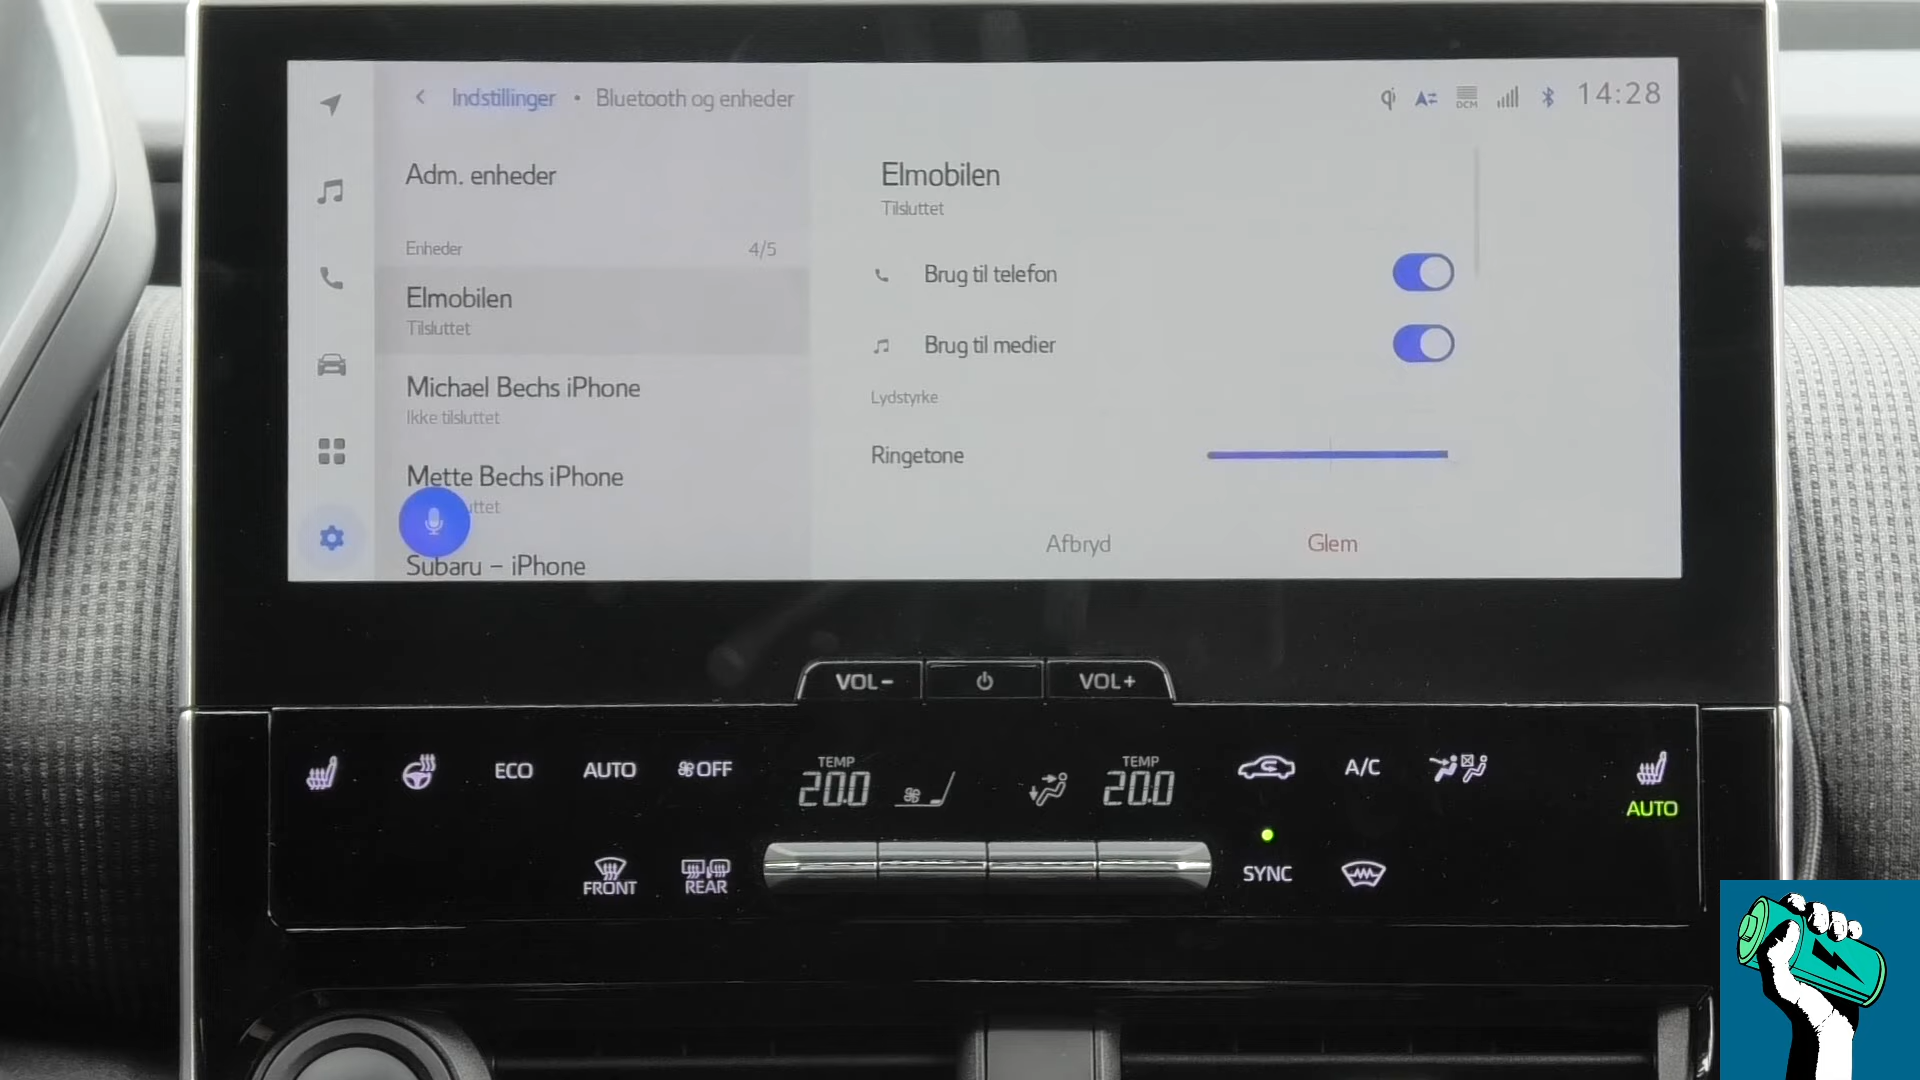 Indstillinger • Bluetooth og enheder
qi
DCM
14:28
Adm. enheder
Enheder 4/5
Elmobilen
Tilsluttet
Michael Bechs iPhone
Ikke tilsluttet
Mette Bechs iPhone
uttet
Subaru – iPhone
Elmobilen
Tilsluttet
Brug til telefon
Brug til medier
Lydstyrke
Ringetone
Afbryd
Glem
VOL–
VOL+
ECO
AUTO
OFF
TEMP
20.0
TEMP
20.0
A/C
AUTO
FRONT
REAR
SYNC